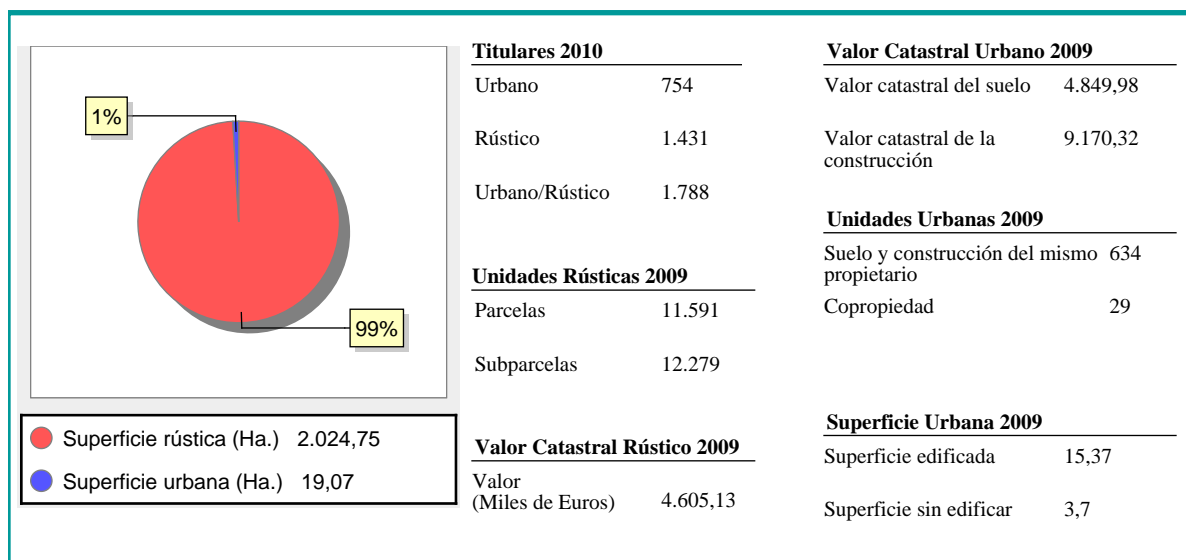 1%
99%
Superficie rústica (Ha.) 2.024,75
Superficie urbana (Ha.) 19,07
Titulares 2010
Urbano 754
Rústico 1.431
Urbano/Rústico 1.788
Unidades Rústicas 2009
Parcelas 11.591
Subparcelas 12.279
Valor Catastral Rústico 2009
Valor
(Miles de Euros) 4.605,13
Valor Catastral Urbano 2009
Valor catastral del suelo 4.849,98
Valor catastral de la 9.170,32
construcción
Unidades Urbanas 2009
Suelo y construcción del mismo 634
propietario
Copropiedad 29
Superficie Urbana 2009
Superficie edificada 15,37
Superficie sin edificar 3,7